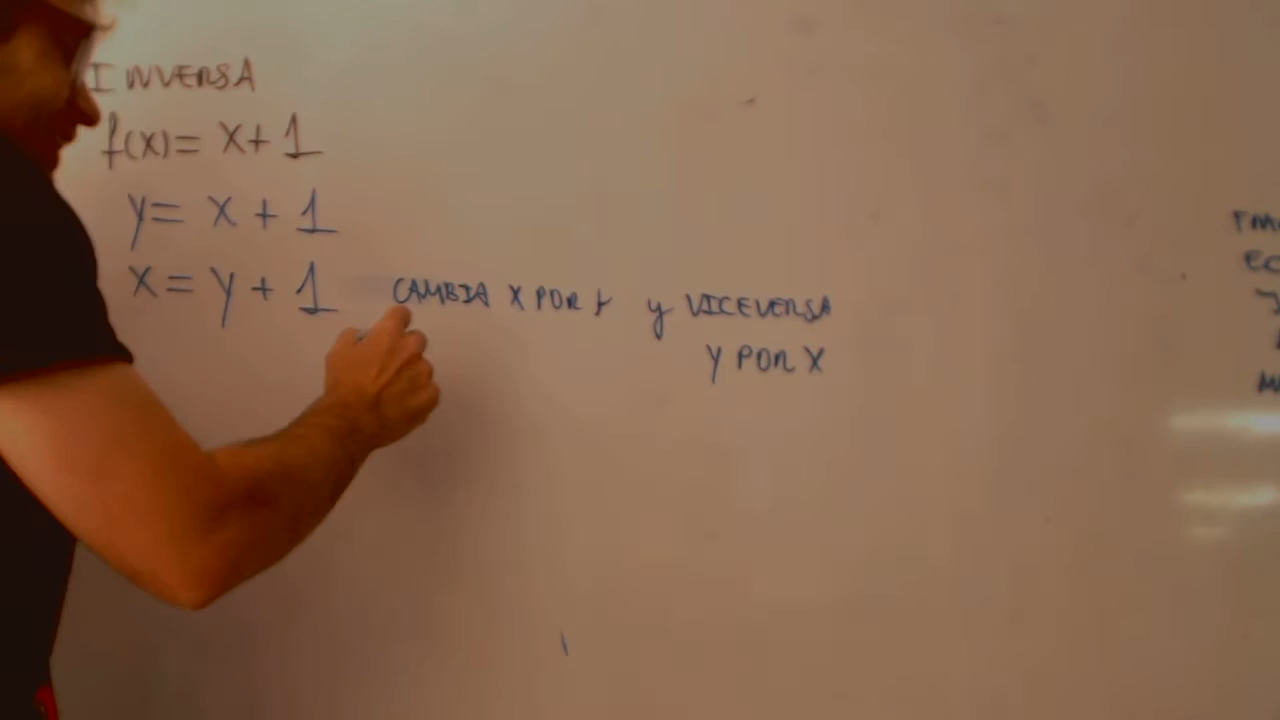 INVERSA
f(x)= x+1
y= x+1
x= y+1 CAMBIA X POR Y y VICEVERSA
Y POR X